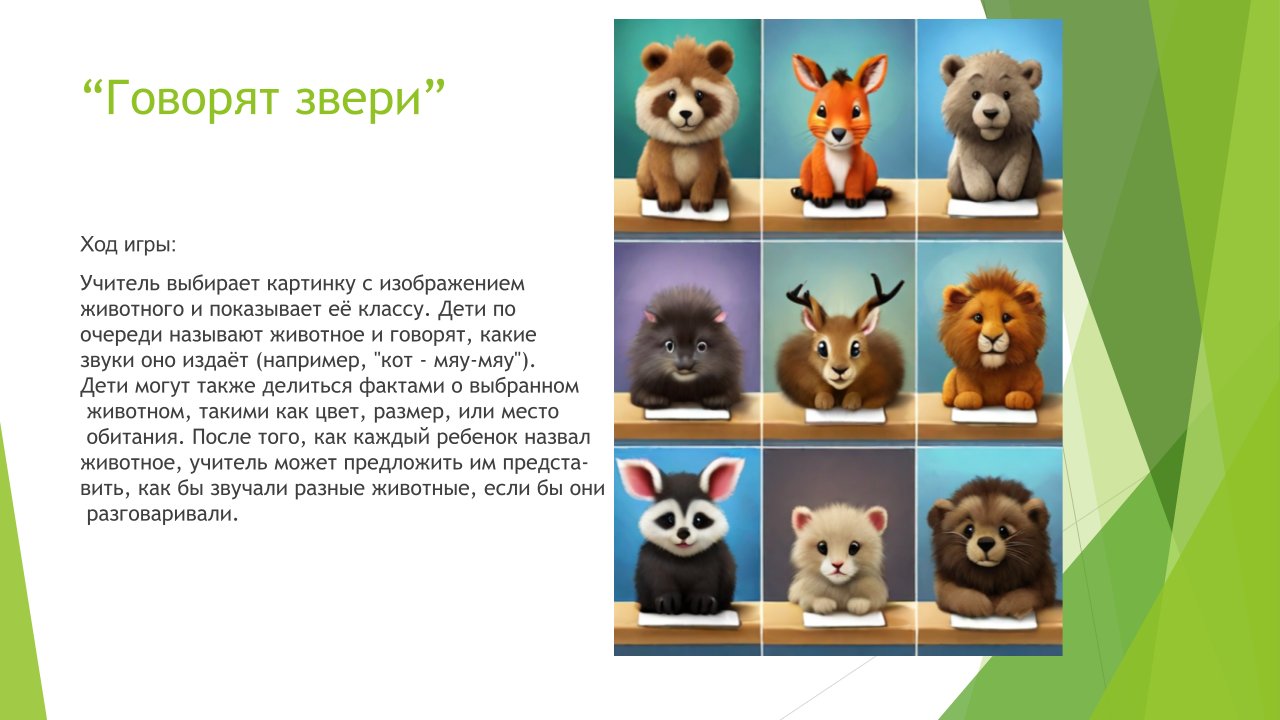 “Говорят звери”
Ход игры:
Учитель выбирает картинку с изображением
животного и показывает её классу. Дети по
очереди называют животное и говорят, какие
звуки оно издаёт (например, "кот - мяу-мяу").
Дети могут также делиться фактами о выбранном
животном, такими как цвет, размер, или место
обитания. После того, как каждый ребенок назвал
животное, учитель может предложить им предста-
вить, как бы звучали разные животные, если бы они
разговаривали.